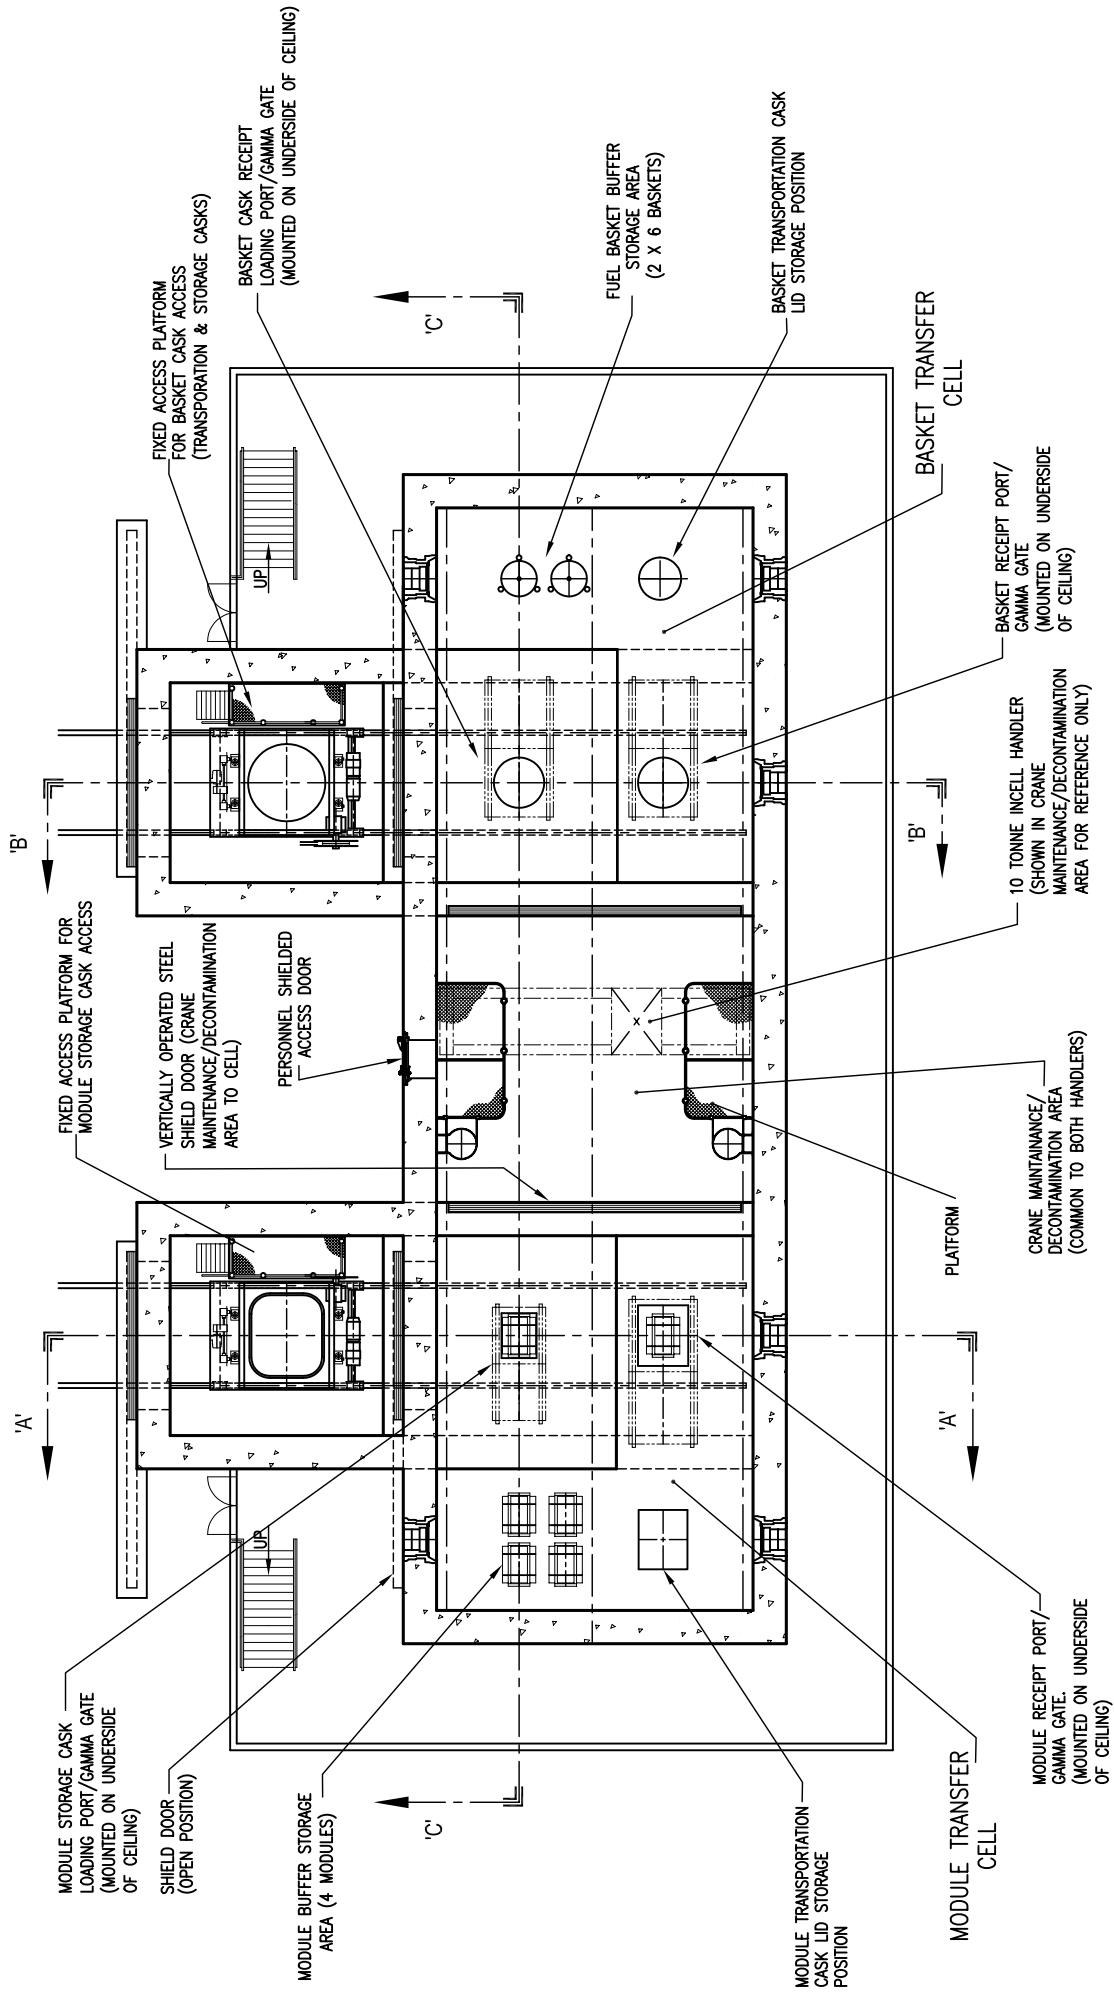 MODULE STORAGE CASK
LOADING PORT/GAMMA GATE
(MOUNTED ON UNDERSIDE
OF CEILING)
SHIELD DOOR
(OPEN POSITION)
MODULE BUFFER STORAGE
AREA (4 MODULES)
MODULE TRANSPORTATION
CASK LID STORAGE
POSITION
MODULE TRANSFER
CELL
MODULE RECEIPT PORT/
GAMMA GATE.
(MOUNTED ON UNDERSIDE
OF CEILING)
'C'
UP
'A'
'A'
FIXED ACCESS PLATFORM FOR
MODULE STORAGE CASK ACCESS
VERTICALLY OPERATED STEEL
SHIELD DOOR (CRANE
MAINTENANCE/DECONTAMINATION
AREA TO CELL)
PERSONNEL SHIELDED
ACCESS DOOR
PLATFORM
CRANE MAINTAINANCE/
DECONTAMINATION AREA
(COMMON TO BOTH HANDLERS)
X
10 TONNE INCELL HANDLER
(SHOWN IN CRANE
MAINTENANCE/DECONTAMINATION
AREA FOR REFERENCE ONLY)
'B'
'B'
BASKET RECEIPT PORT/
GAMMA GATE
(MOUNTED ON UNDERSIDE
OF CEILING)
BASKET TRANSFER
CELL
UP
FIXED ACCESS PLATFORM
FOR BASKET CASK ACCESS
(TRANSPORATION & STORAGE CASKS)
BASKET CASK RECEIPT
LOADING PORT/GAMMA GATE
(MOUNTED ON UNDERSIDE OF CEILING)
'C'
FUEL BASKET BUFFER
STORAGE AREA
(2 X 6 BASKETS)
BASKET TRANSPORTATION CASK
LID STORAGE POSITION